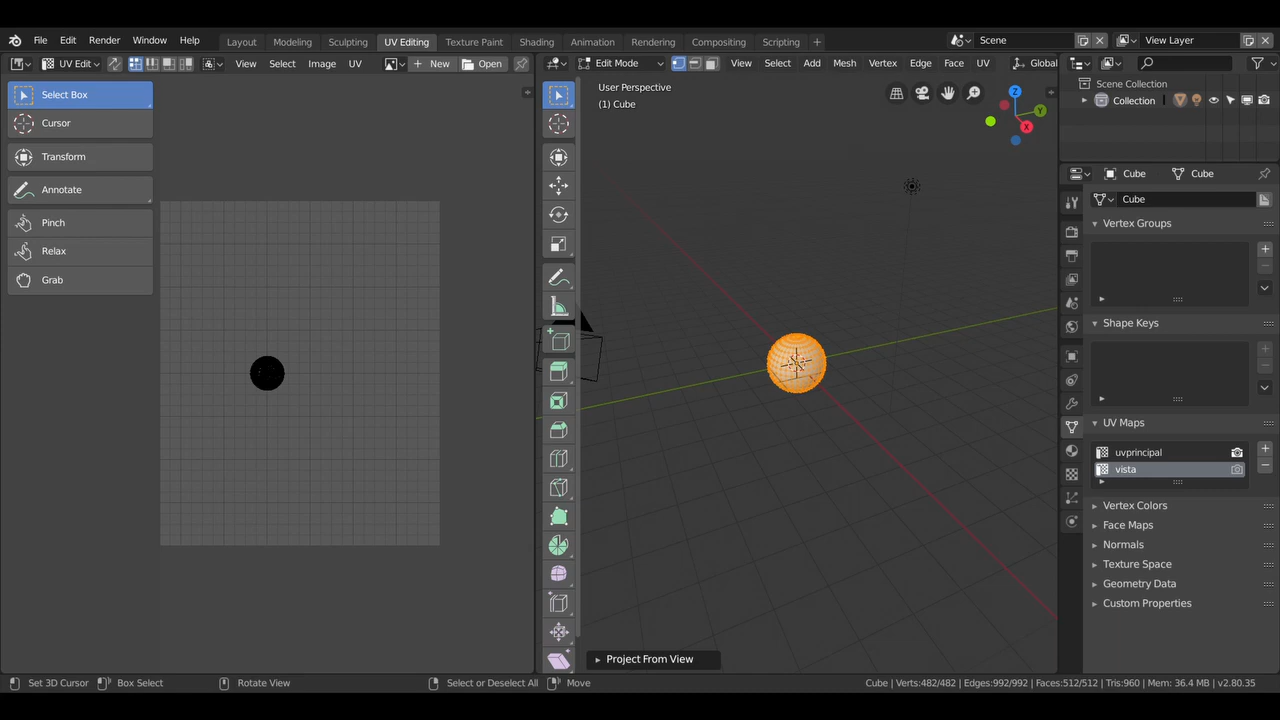 File Edit Render Window Help Layout Modeling Sculpting UV Editing Texture Paint Shading Animation Rendering Compositing Scripting + Scene View Layer
UV Edit View Select Image UV New Open Edit Mode View Select Add Mesh Vertex Edge Face UV Global
Select Box
Cursor
Transform
Annotate
Pinch
Relax
Grab
User Perspective
(1) Cube
Z
Y
X
Project From View
Scene Collection
Collection
Cube Cube
Cube
Vertex Groups
Shape Keys
UV Maps
uvprincipal
vista
Vertex Colors
Face Maps
Normals
Texture Space
Geometry Data
Custom Properties
Set 3D Cursor Box Select Rotate View Select or Deselect All Move Cube | Verts:482/482 | Edges:992/992 | Faces:512/512 | Tris:960 | Mem: 36.4 MB | v2.80.35